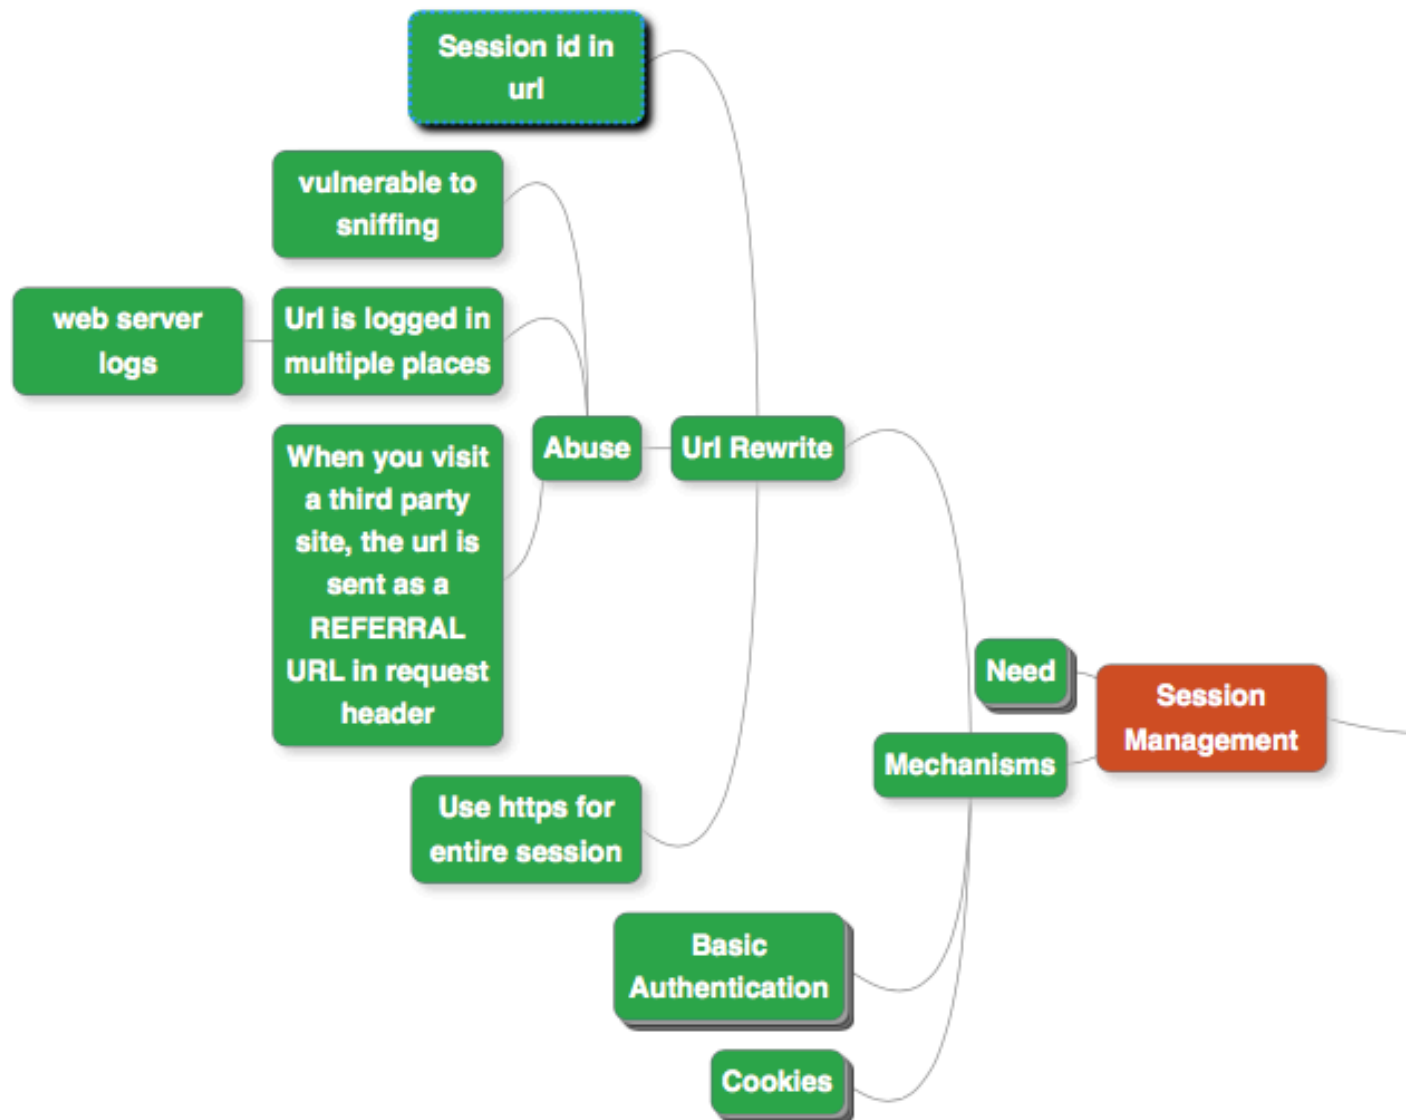 Session id in
url
vulnerable to
sniffing
web server
logs
Url is logged in
multiple places
Abuse
Url Rewrite
When you visit
a third party
site, the url is
sent as a
REFERRAL
URL in request
header
Need
Session
Management
Mechanisms
Use https for
entire session
Basic
Authentication
Cookies